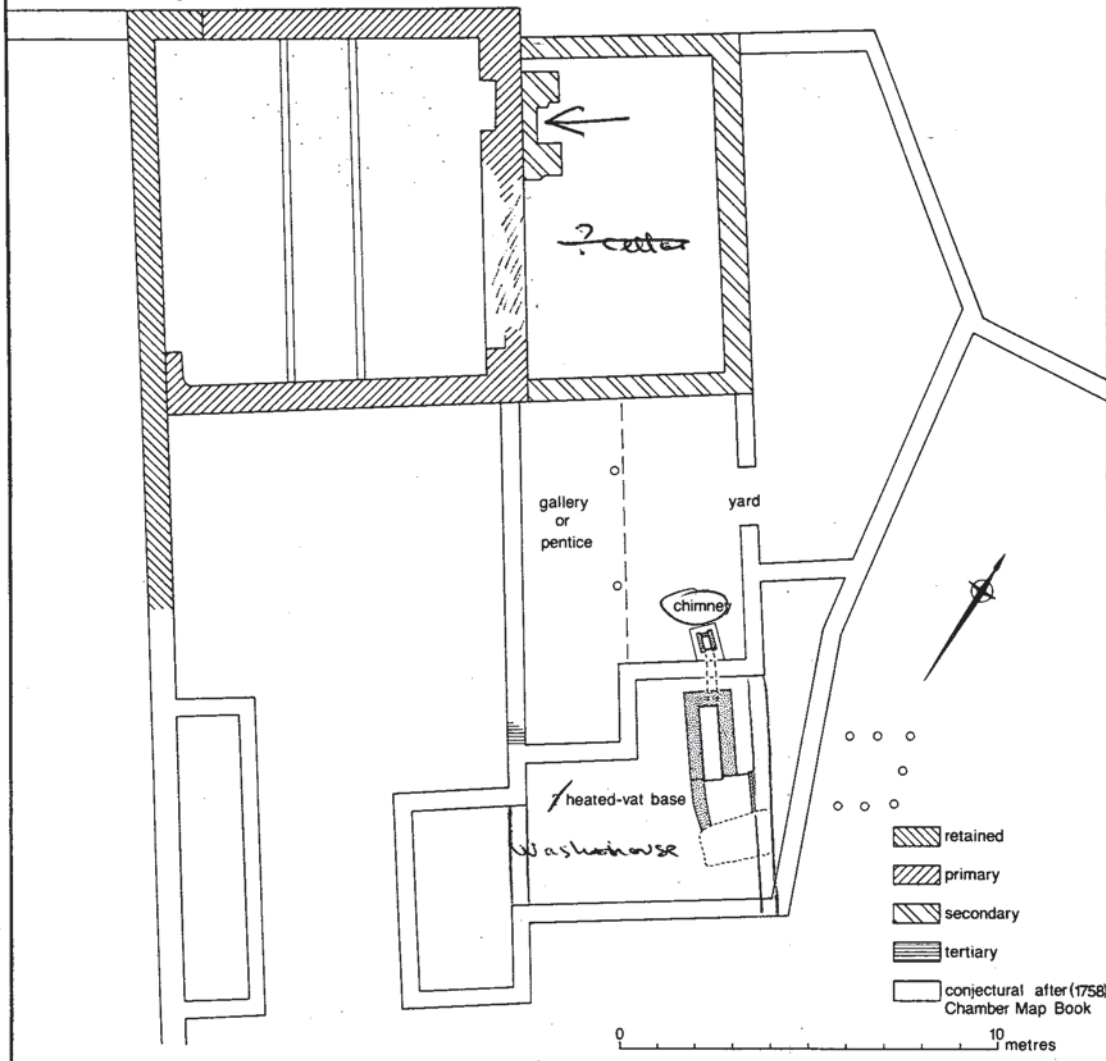 ? cellar
gallery
or
pentice
yard
chimney
? heated-vat base
Washhouse
retained
primary
secondary
tertiary
conjectural after (1758)
Chamber Map Book
0
10
metres